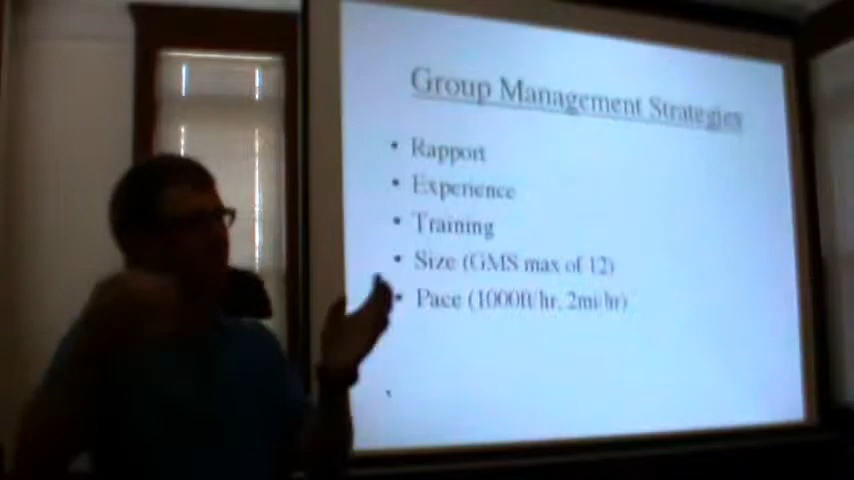 Group Management Strategies
• Rapport
• Experience
• Training
• Size (GMS max of 12)
• Pace (1000ft/hr, 2mi/hr)